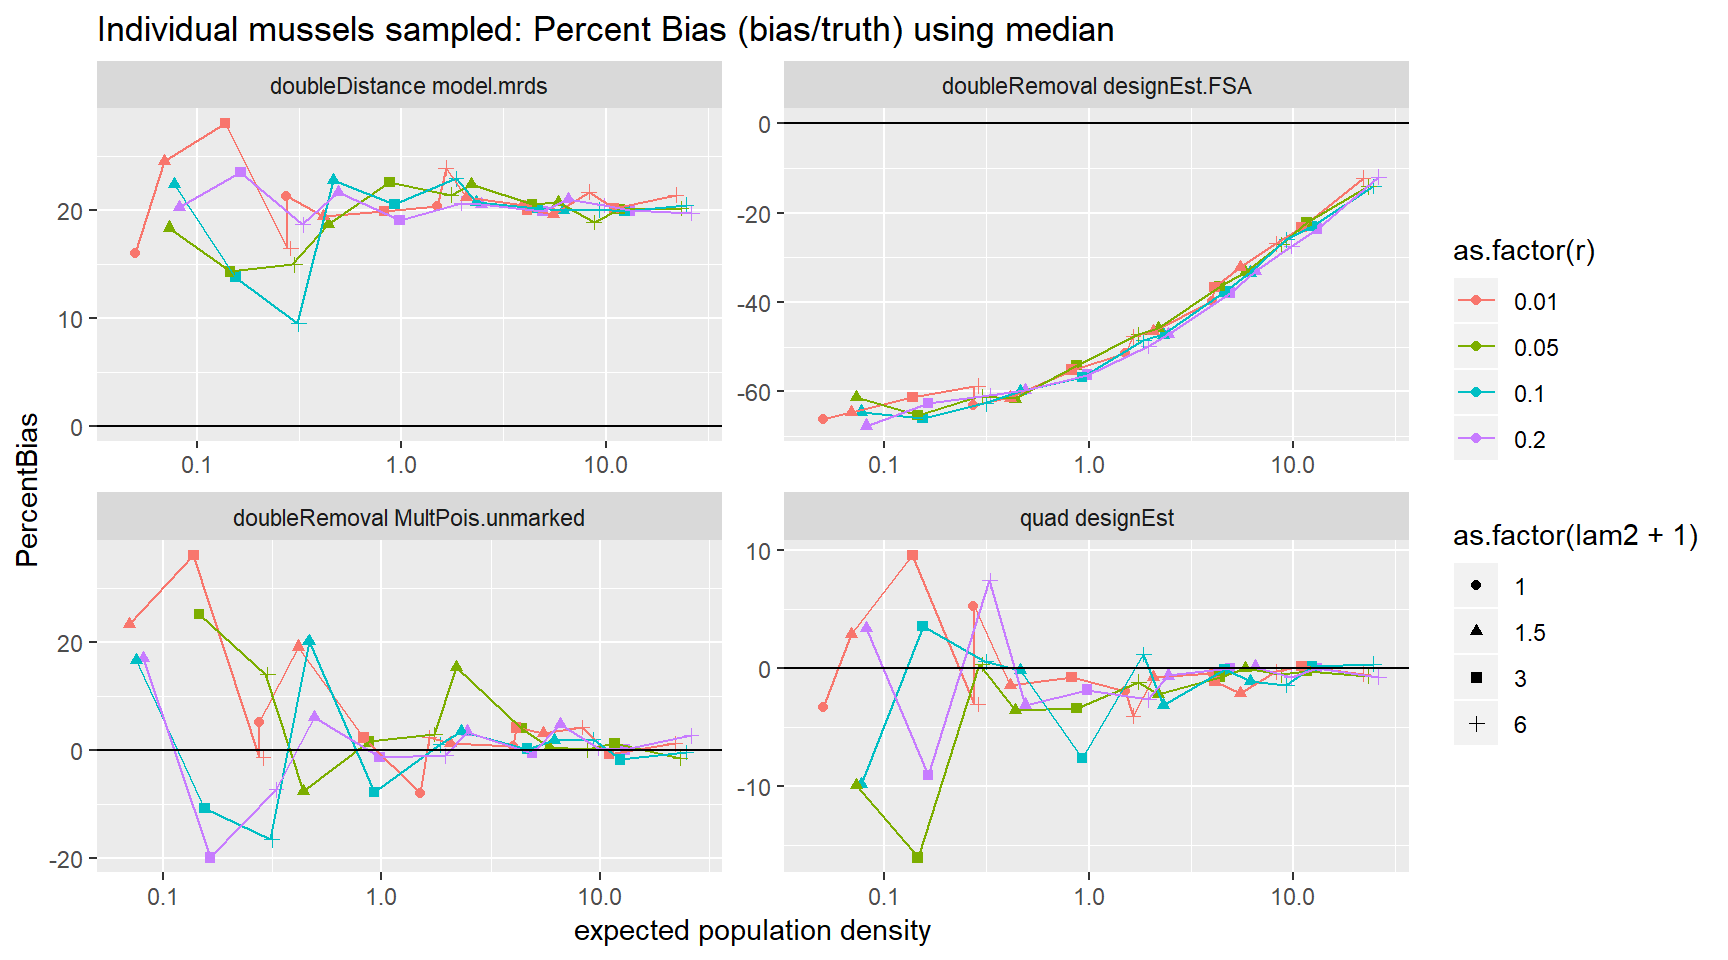 Individual mussels sampled: Percent Bias (bias/truth) using median
doubleDistance model.mrds
20
10
0
0.1 1.0 10.0
doubleRemoval designEst.FSA
0
-20
-40
-60
0.1 1.0 10.0
doubleRemoval MultPois.unmarked
20
0
-20
0.1 1.0 10.0
quad designEst
10
0
-10
0.1 1.0 10.0
PercentBias
expected population density
as.factor(r)
0.01
0.05
0.1
0.2
as.factor(lam2 + 1)
1
1.5
3
6